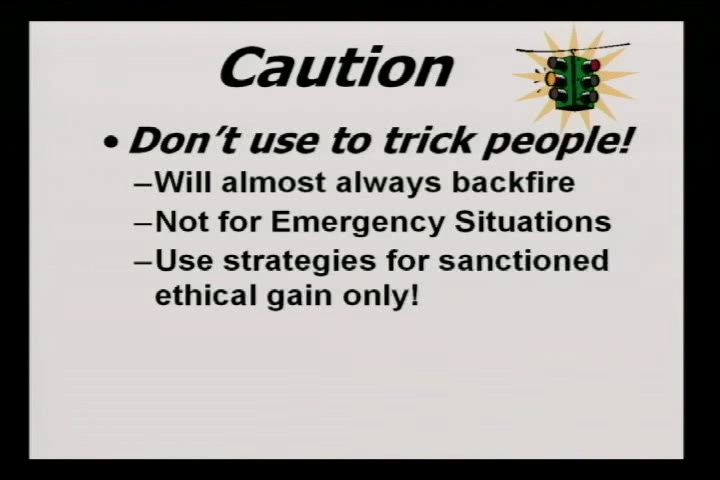 Caution
• Don't use to trick people!
–Will almost always backfire
–Not for Emergency Situations
–Use strategies for sanctioned
ethical gain only!